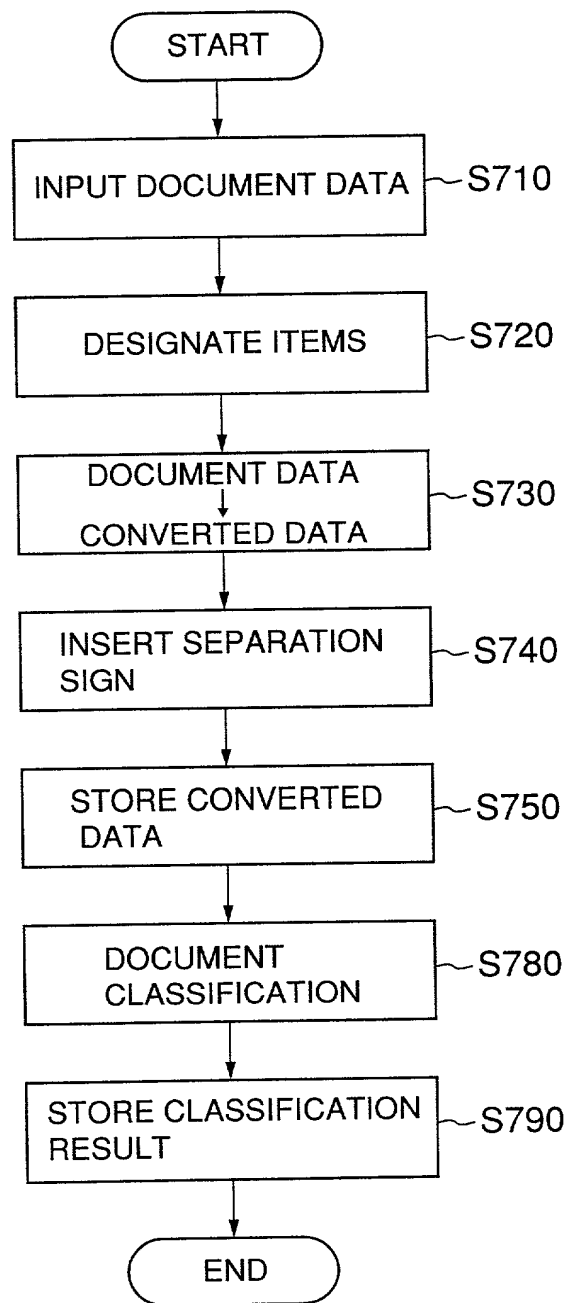 START
INPUT DOCUMENT DATA
S710
DESIGNATE ITEMS
S720
DOCUMENT DATA
CONVERTED DATA
S730
INSERT SEPARATION
SIGN
S740
STORE CONVERTED
DATA
S750
DOCUMENT
CLASSIFICATION
S780
STORE CLASSIFICATION
RESULT
S790
END